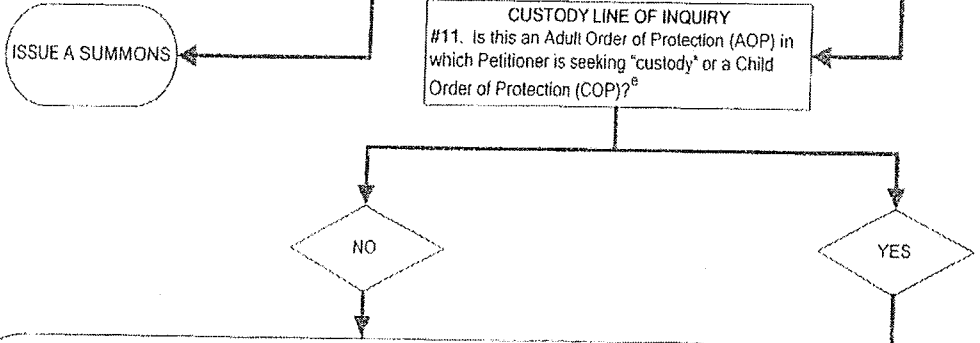 ISSUE A SUMMONS
CUSTODY LINE OF INQUIRY
#11. Is this an Adult Order of Protection (AOP) in
which Petitioner is seeking "custody" or a Child
Order of Protection (COP)?e
NO
YES